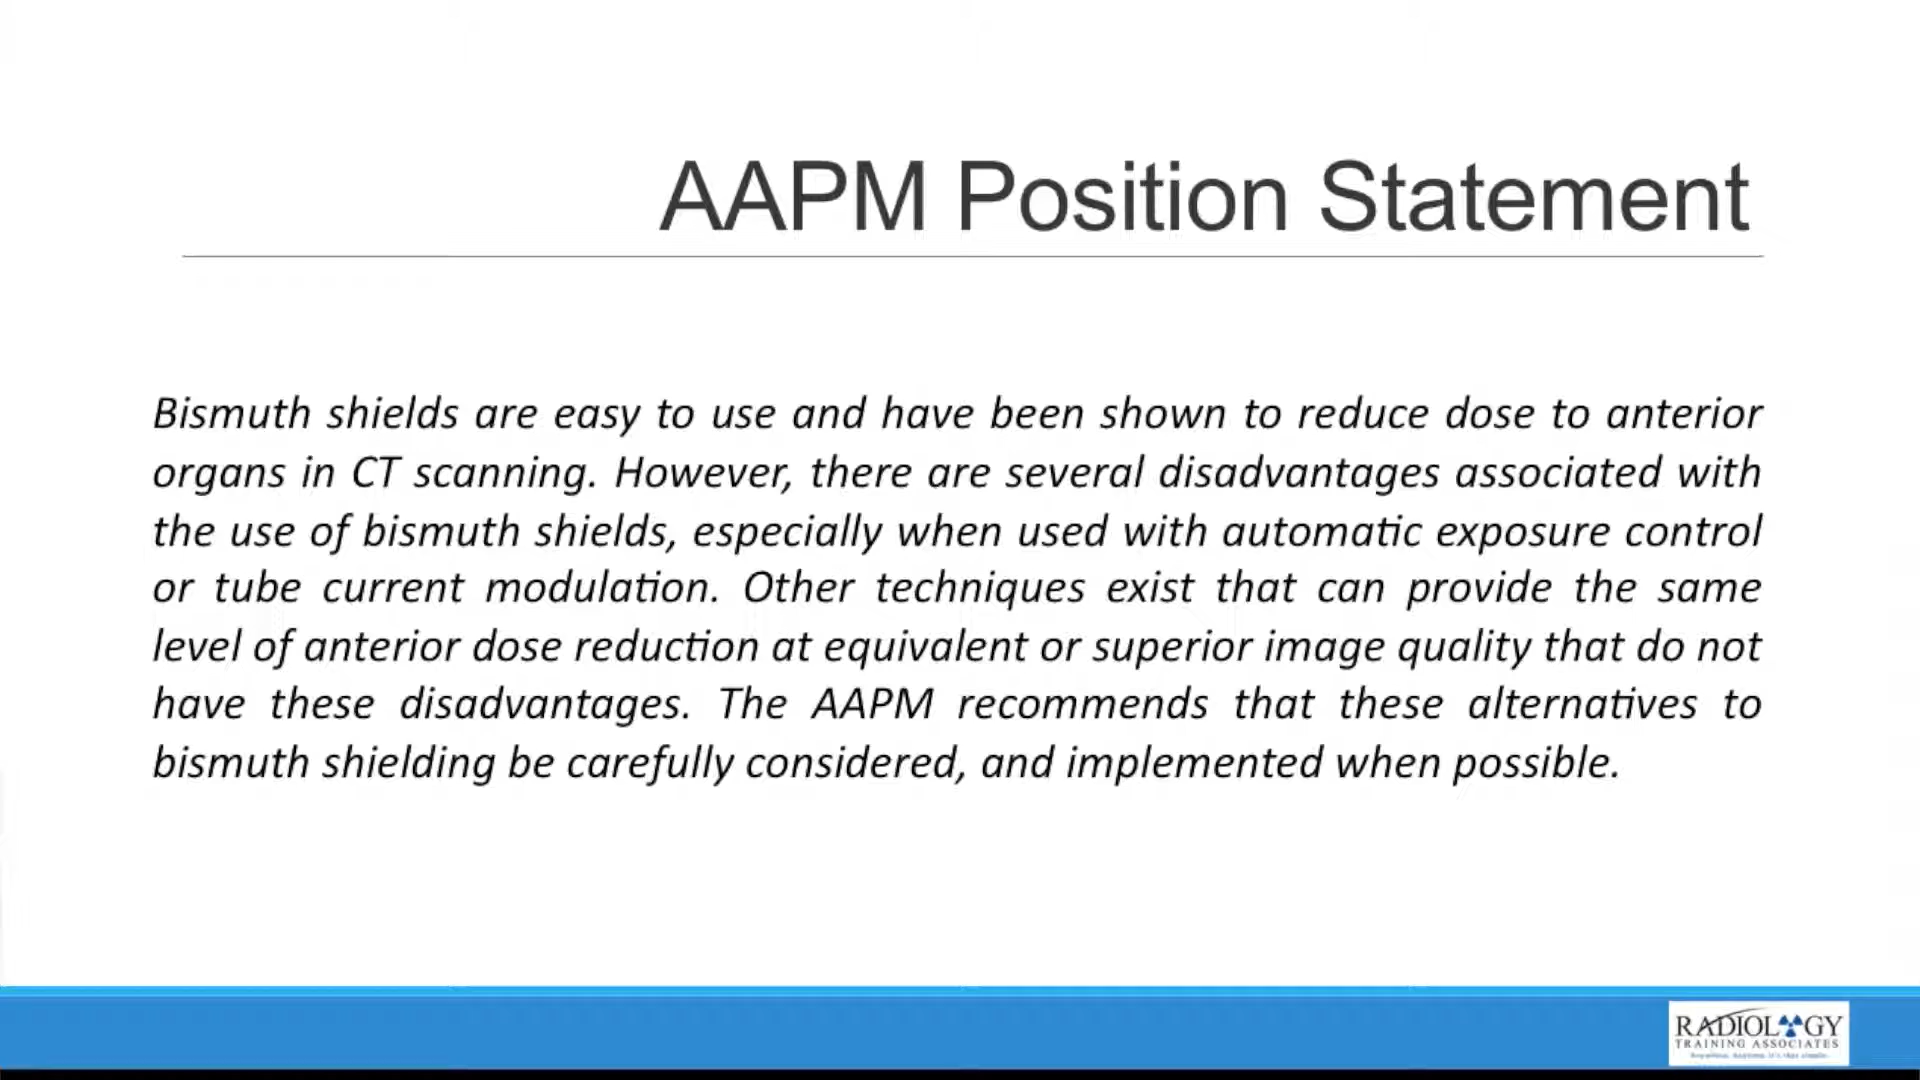 AAPM Position Statement
Bismuth shields are easy to use and have been shown to reduce dose to anterior
organs in CT scanning. However, there are several disadvantages associated with
the use of bismuth shields, especially when used with automatic exposure control
or tube current modulation. Other techniques exist that can provide the same
level of anterior dose reduction at equivalent or superior image quality that do not
have these disadvantages. The AAPM recommends that these alternatives to
bismuth shielding be carefully considered, and implemented when possible.
RADIOLOGY
TRAINING ASSOCIATES